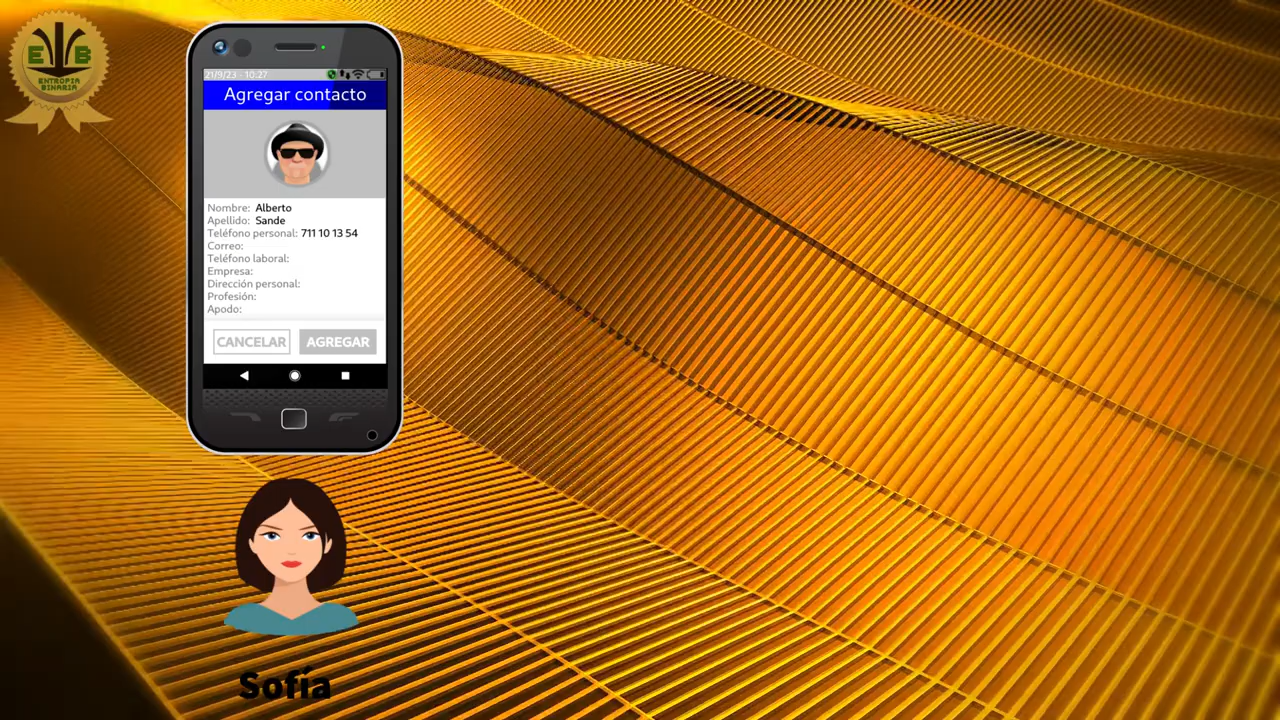 E B
ENTROPIA
BINARIA
21/9/23 - 10:27
Agregar contacto
Nombre: Alberto
Apellido: Sande
Teléfono personal: 711 10 13 54
Correo:
Teléfono laboral:
Empresa:
Dirección personal:
Profesión:
Apodo:
CANCELAR AGREGAR
Sofía